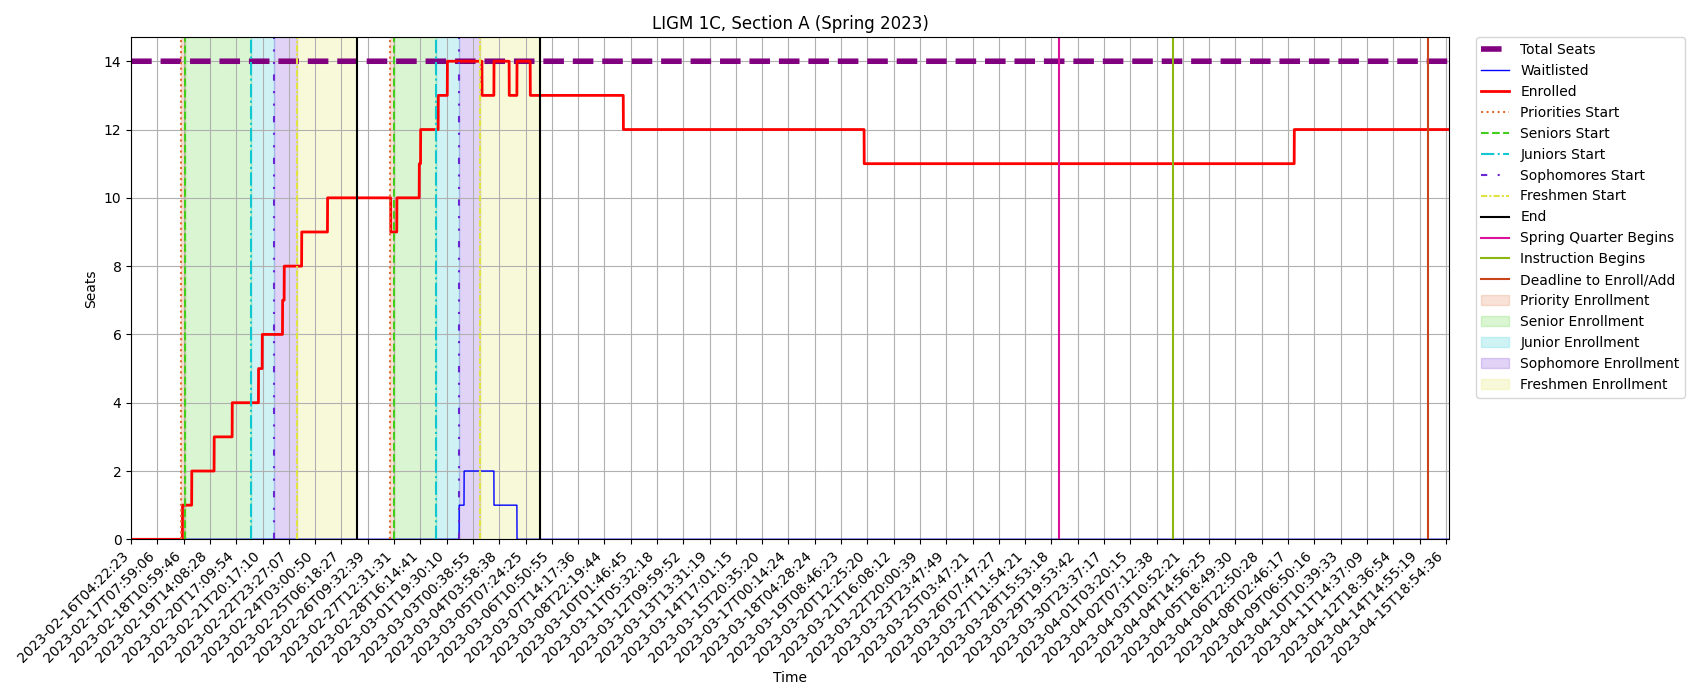 LIGM 1C, Section A (Spring 2023)
Seats
14
12
10
8
6
4
2
0
2023-02-16T04:22:23
2023-02-17T07:59:06
2023-02-18T10:59:46
2023-02-19T14:08:28
2023-02-20T17:09:54
2023-02-21T20:17:10
2023-02-22T23:27:07
2023-02-24T03:00:50
2023-02-25T06:18:27
2023-02-26T09:32:39
2023-02-27T12:31:31
2023-02-28T16:14:41
2023-03-01T19:30:10
2023-03-03T00:38:55
2023-03-04T03:58:38
2023-03-05T07:24:25
2023-03-06T10:50:55
2023-03-07T14:17:36
2023-03-08T22:19:44
2023-03-10T01:46:45
2023-03-11T05:32:18
2023-03-12T09:59:52
2023-03-13T13:31:19
2023-03-14T17:01:15
2023-03-15T20:35:20
2023-03-17T00:14:24
2023-03-18T04:28:24
2023-03-19T08:46:23
2023-03-20T12:25:20
2023-03-21T16:08:12
2023-03-22T20:00:39
2023-03-23T23:47:49
2023-03-25T03:47:21
2023-03-26T07:47:27
2023-03-27T11:54:21
2023-03-28T15:53:18
2023-03-29T19:53:42
2023-03-30T23:37:17
2023-04-01T03:20:15
2023-04-02T07:12:38
2023-04-03T10:52:21
2023-04-04T14:56:25
2023-04-05T18:49:30
2023-04-06T22:50:28
2023-04-08T02:46:17
2023-04-09T06:50:16
2023-04-10T10:39:33
2023-04-11T14:37:09
2023-04-12T18:36:54
2023-04-14T14:55:19
2023-04-15T18:54:36
Time
Total Seats
Waitlisted
Enrolled
Priorities Start
Seniors Start
Juniors Start
Sophomores Start
Freshmen Start
End
Spring Quarter Begins
Instruction Begins
Deadline to Enroll/Add
Priority Enrollment
Senior Enrollment
Junior Enrollment
Sophomore Enrollment
Freshmen Enrollment